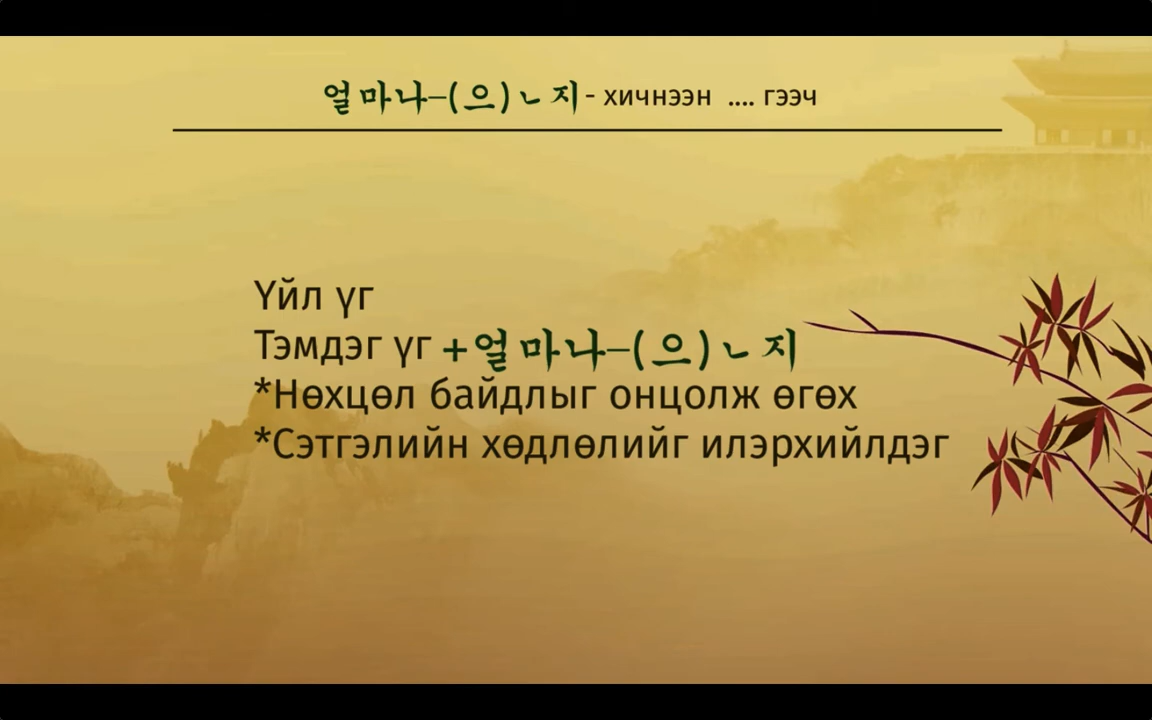 얼마나–(으)ㄴ지- хичнээн .... гээч
Үйл үг
Тэмдэг үг +얼마나–(으)ㄴ지
*Нөхцөл байдлыг онцолж өгөх
*Сэтгэлийн хөдлөлийг илэрхийлдэг